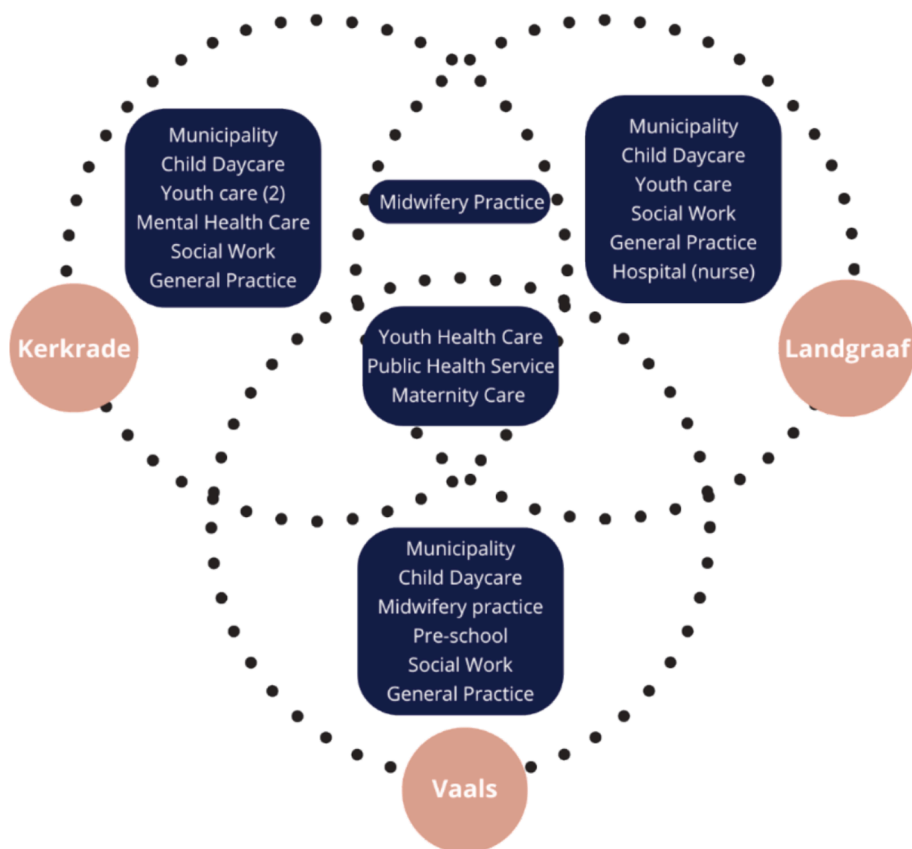 Municipality
Child Daycare
Youth care (2)
Mental Health Care
Social Work
General Practice
Midwifery Practice
Municipality
Child Daycare
Youth care
Social Work
General Practice
Hospital (nurse)
Kerkrade
Youth Health Care
Public Health Service
Maternity Care
Landgraaf
Municipality
Child Daycare
Midwifery practice
Pre-school
Social Work
General Practice
Vaals